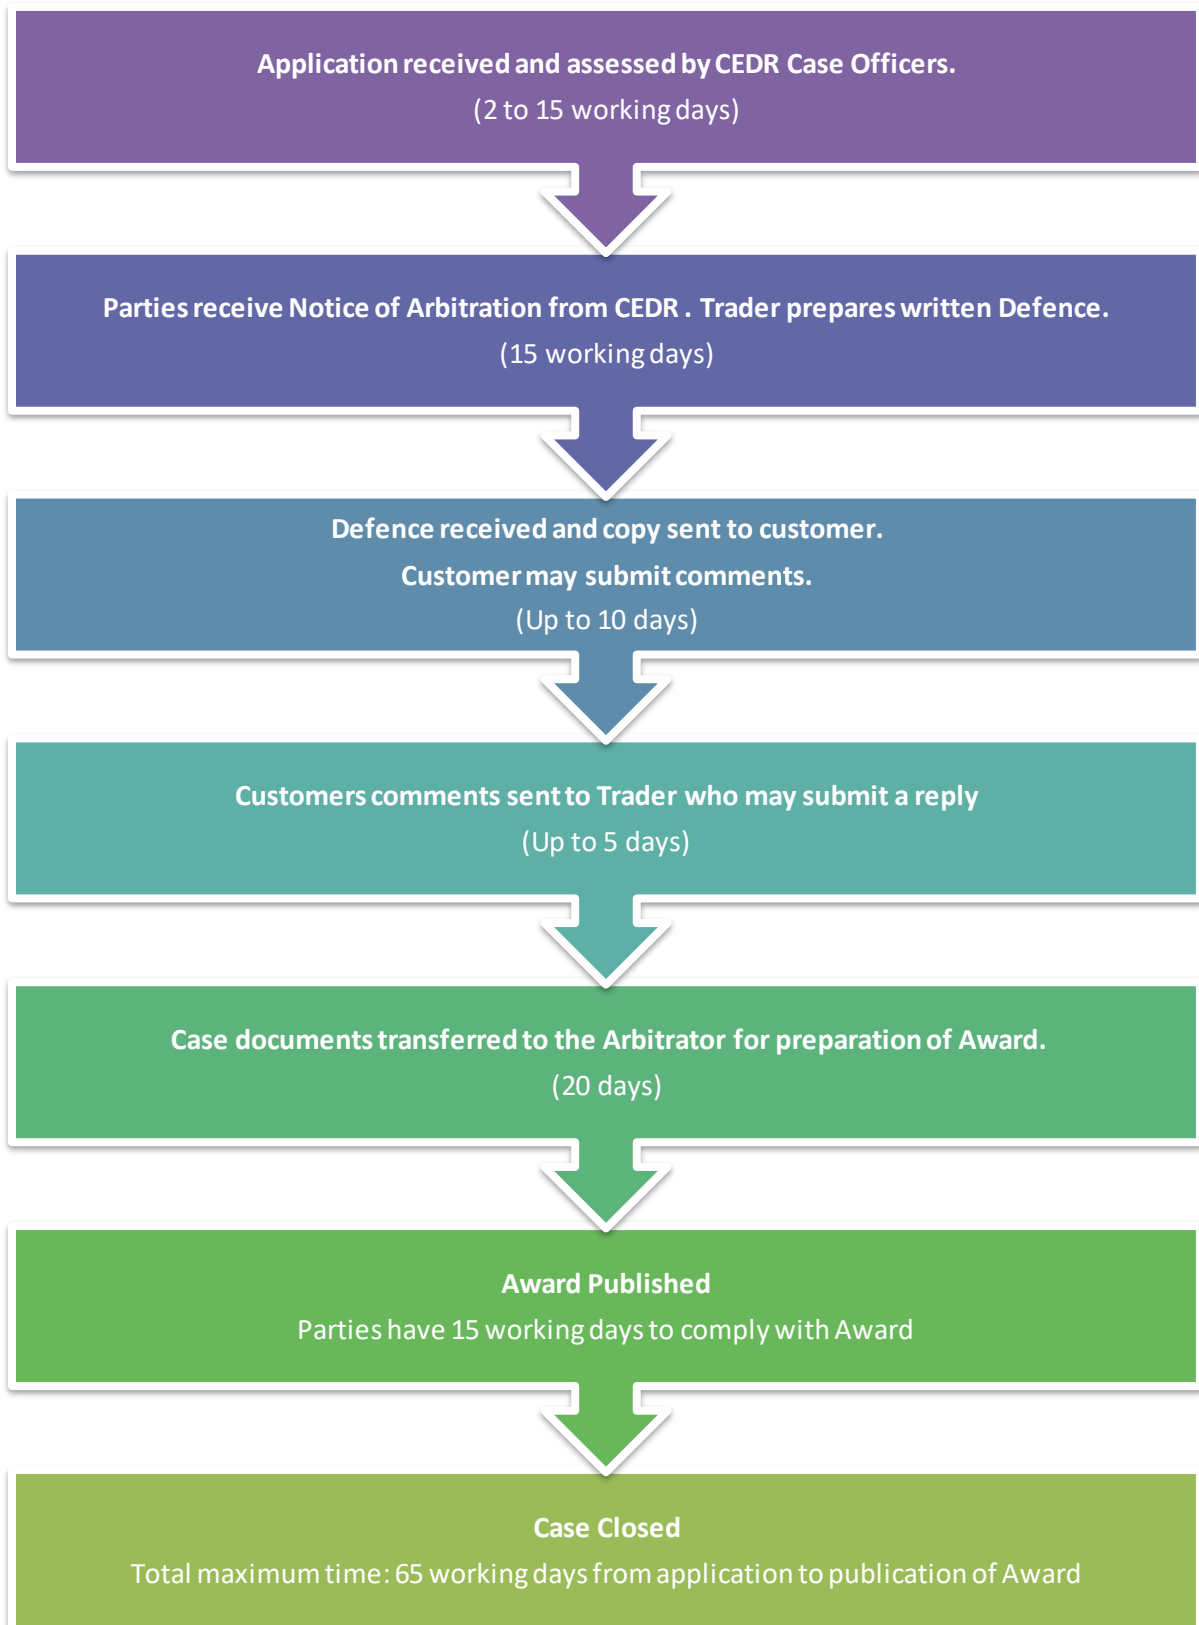 Application received and assessed by CEDR Case Officers.
(2 to 15 working days)
Parties receive Notice of Arbitration from CEDR . Trader prepares written Defence.
(15 working days)
Defence received and copy sent to customer.
Customer may submit comments.
(Up to 10 days)
Customers comments sent to Trader who may submit a reply
(Up to 5 days)
Case documents transferred to the Arbitrator for preparation of Award.
(20 days)
Award Published
Parties have 15 working days to comply with Award
Case Closed
Total maximum time: 65 working days from application to publication of Award